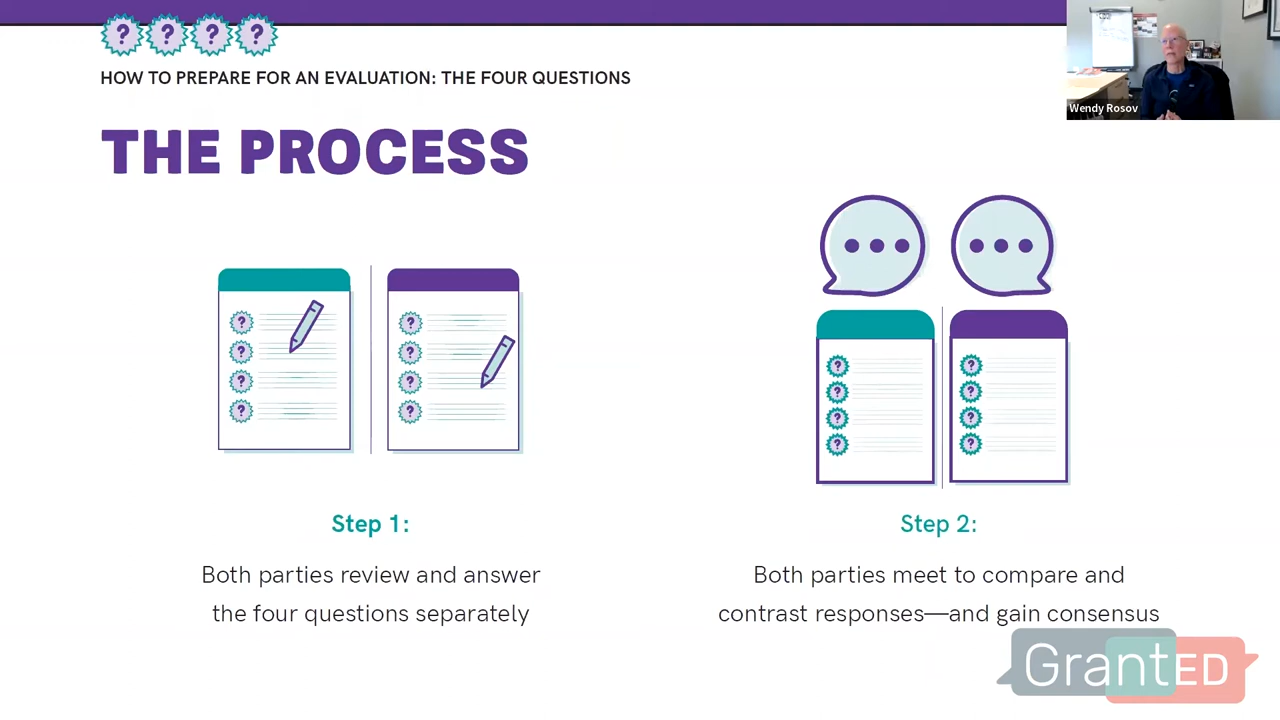 ? ? ? ?
HOW TO PREPARE FOR AN EVALUATION: THE FOUR QUESTIONS
Wendy Rosov
THE PROCESS
Step 1:
Both parties review and answer
the four questions separately
Step 2:
Both parties meet to compare and
contrast responses—and gain consensus
GrantED